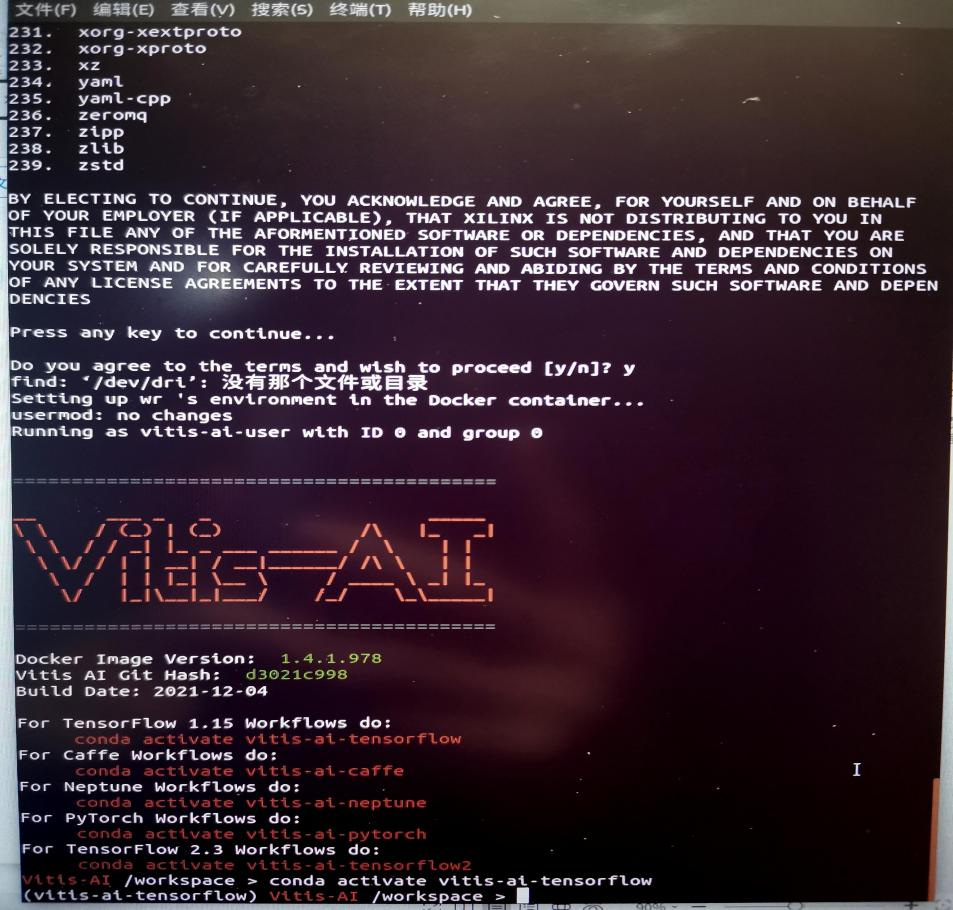 文件(F) 编辑(E) 查看(V) 搜索(S) 终端(T) 帮助(H)
231. xorg-xextproto
232. xorg-xproto
233. xz
234. yaml
235. yaml-cpp
236. zeromq
237. zipp
238. zlib
239. zstd
BY ELECTING TO CONTINUE, YOU ACKNOWLEDGE AND AGREE, FOR YOURSELF AND ON BEHALF
OF YOUR EMPLOYER (IF APPLICABLE), THAT XILINX IS NOT DISTRIBUTING TO YOU IN
THIS FILE ANY OF THE AFORMENTIONED SOFTWARE OR DEPENDENCIES, AND THAT YOU ARE
SOLELY RESPONSIBLE FOR THE INSTALLATION OF SUCH SOFTWARE AND DEPENDENCIES ON
YOUR SYSTEM AND FOR CAREFULLY REVIEWING AND ABIDING BY THE TERMS AND CONDITIONS
OF ANY LICENSE AGREEMENTS TO THE EXTENT THAT THEY GOVERN SUCH SOFTWARE AND DEPEN
DENCIES
Press any key to continue...
Do you agree to the terms and wish to proceed [y/n]? y
find: ‘/dev/dri’: 没有那个文件或目录
Setting up wr 's environment in the Docker container...
usermod: no changes
Running as vitis-ai-user with ID 0 and group 0
==========================================
Vitis-AI
==========================================
Docker Image Version: 1.4.1.978
Vitis AI Git Hash: d3021c998
Build Date: 2021-12-04
For TensorFlow 1.15 Workflows do:
conda activate vitis-ai-tensorflow
For Caffe Workflows do:
conda activate vitis-ai-caffe
For Neptune Workflows do:
conda activate vitis-ai-neptune
For PyTorch Workflows do:
conda activate vitis-ai-pytorch
For TensorFlow 2.3 Workflows do:
conda activate vitis-ai-tensorflow2
Vitis-AI /workspace > conda activate vitis-ai-tensorflow
(vitis-ai-tensorflow) Vitis-AI /workspace >
90%